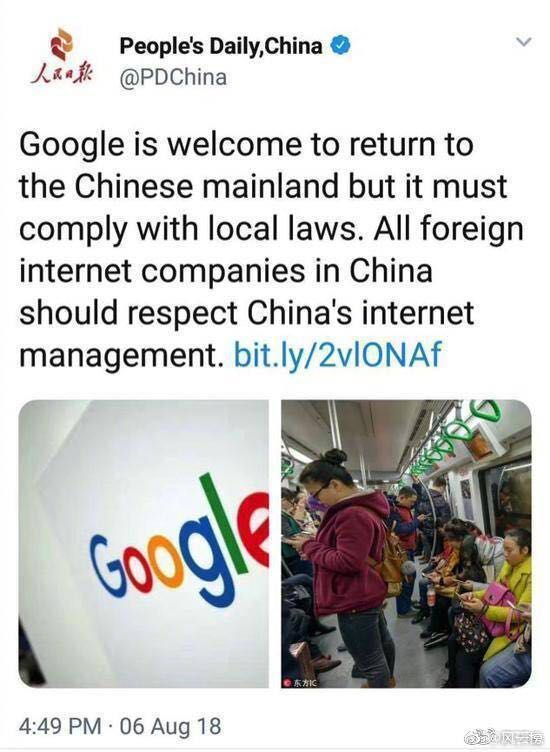 People's Daily,China
人民日报
@PDChina
Google is welcome to return to
the Chinese mainland but it must
comply with local laws. All foreign
internet companies in China
should respect China's internet
management. bit.ly/2vlONAf
Google
东方IC
4:49 PM · 06 Aug 18